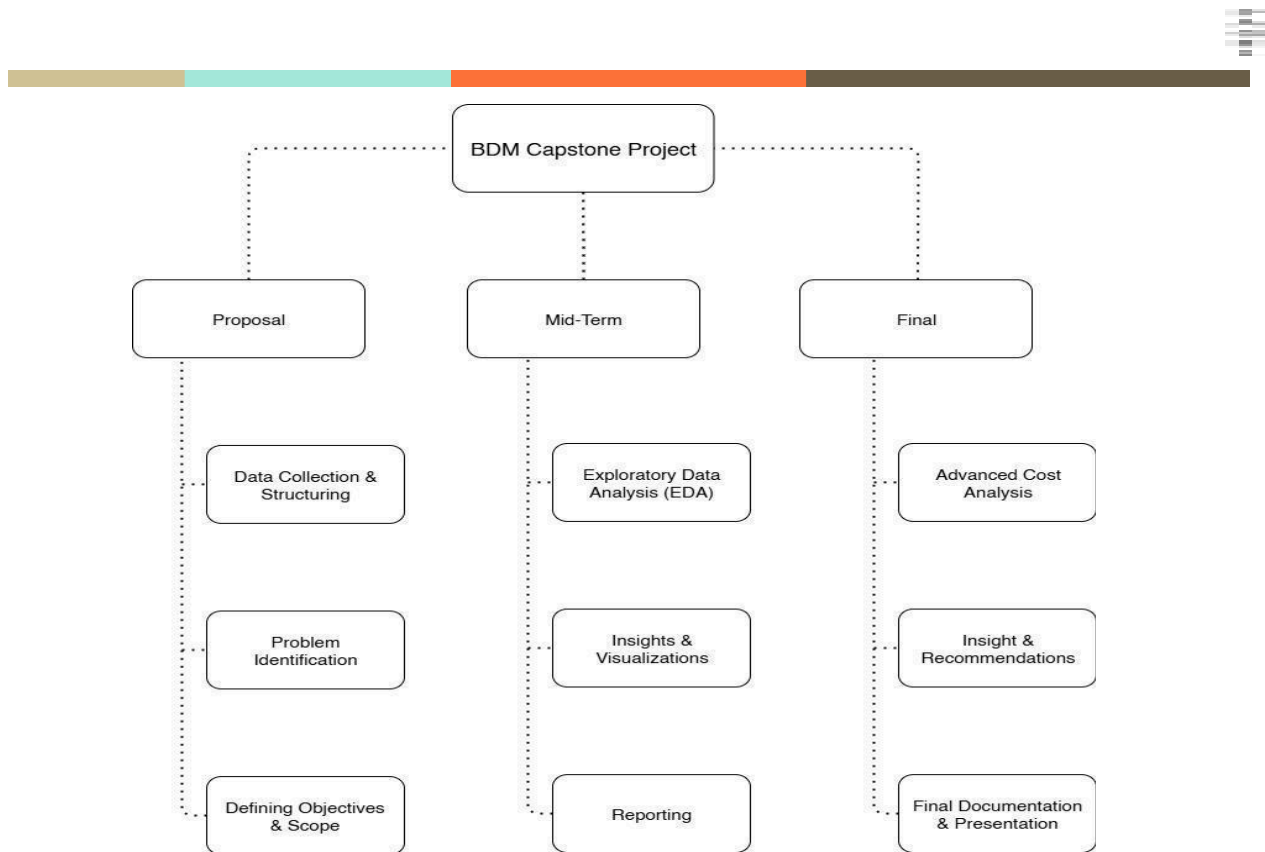 BDM Capstone Project
Proposal
Mid-Term
Final
Data Collection &
Structuring
Exploratory Data
Analysis (EDA)
Advanced Cost
Analysis
Problem
Identification
Insights &
Visualizations
Insight &
Recommendations
Defining Objectives
& Scope
Reporting
Final Documentation
& Presentation